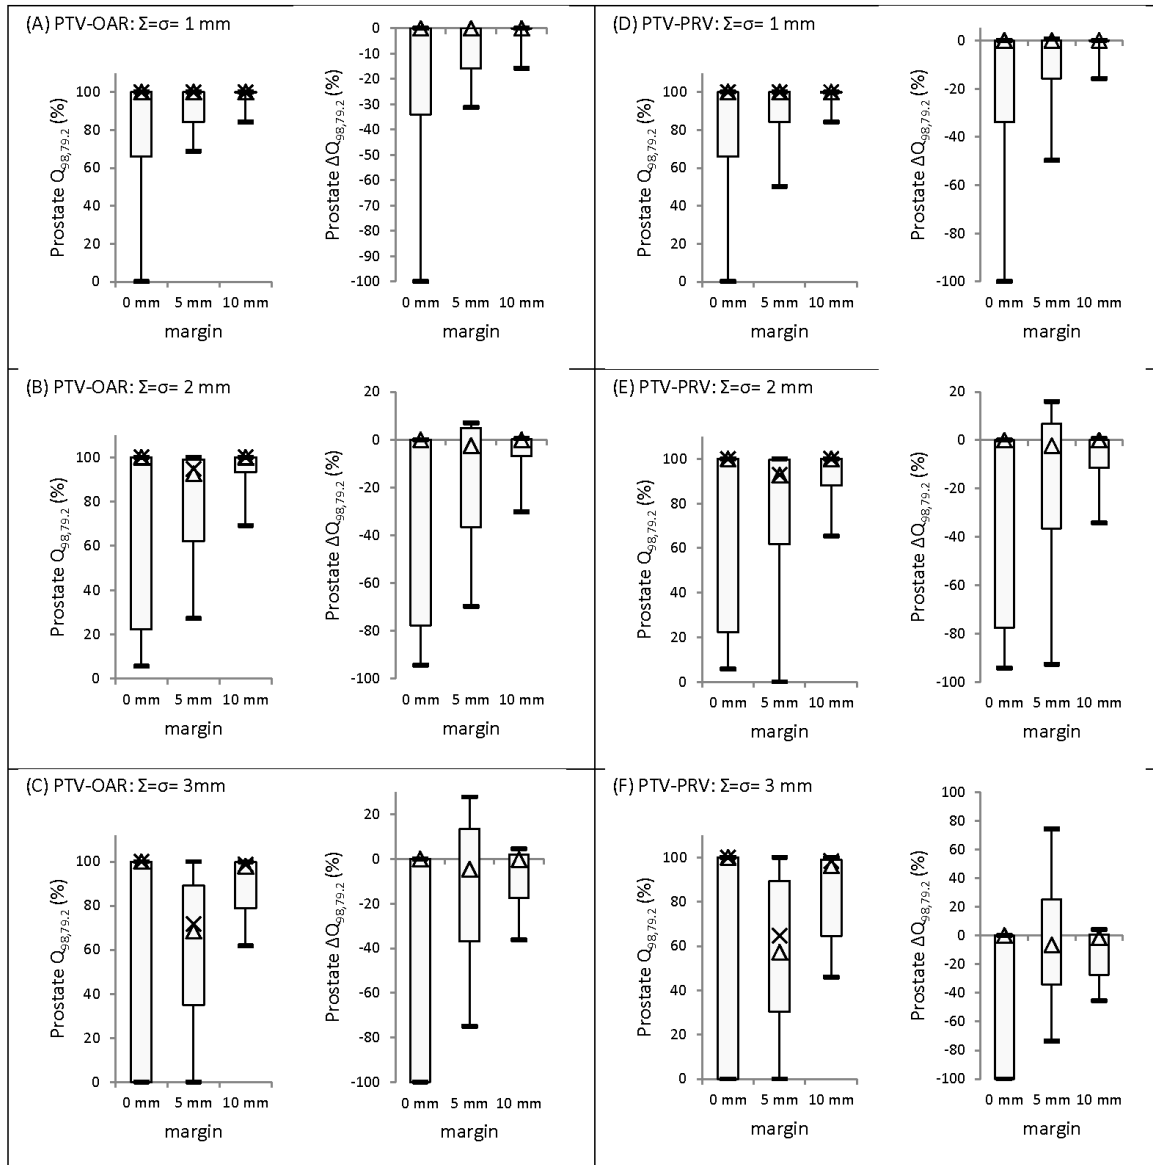 (A) PTV-OAR: Σ=σ= 1 mm
Prostate Q98,79.2 (%)
100
80
60
40
20
0
0 mm 5 mm 10 mm
margin
Prostate ΔQ98,79.2 (%)
0
-10
-20
-30
-40
-50
-60
-70
-80
-90
-100
0 mm 5 mm 10 mm
margin
(D) PTV-PRV: Σ=σ= 1 mm
Prostate Q98,79.2 (%)
100
80
60
40
20
0
0 mm 5 mm 10 mm
margin
Prostate ΔQ98,79.2 (%)
0
-20
-40
-60
-80
-100
0 mm 5 mm 10 mm
margin
(B) PTV-OAR: Σ=σ= 2 mm
Prostate Q98,79.2 (%)
100
80
60
40
20
0
0 mm 5 mm 10 mm
margin
Prostate ΔQ98,79.2 (%)
20
0
-20
-40
-60
-80
-100
0 mm 5 mm 10 mm
margin
(E) PTV-PRV: Σ=σ= 2 mm
Prostate Q98,79.2 (%)
100
80
60
40
20
0
0 mm 5 mm 10 mm
margin
Prostate ΔQ98,79.2 (%)
20
0
-20
-40
-60
-80
-100
0 mm 5 mm 10 mm
margin
(C) PTV-OAR: Σ=σ= 3mm
Prostate Q98,79.2 (%)
100
80
60
40
20
0
0 mm 5 mm 10 mm
margin
Prostate ΔQ98,79.2 (%)
20
0
-20
-40
-60
-80
-100
0 mm 5 mm 10 mm
margin
(F) PTV-PRV: Σ=σ= 3 mm
Prostate Q98,79.2 (%)
100
80
60
40
20
0
0 mm 5 mm 10 mm
margin
Prostate ΔQ98,79.2 (%)
100
80
60
40
20
0
-20
-40
-60
-80
-100
0 mm 5 mm 10 mm
margin